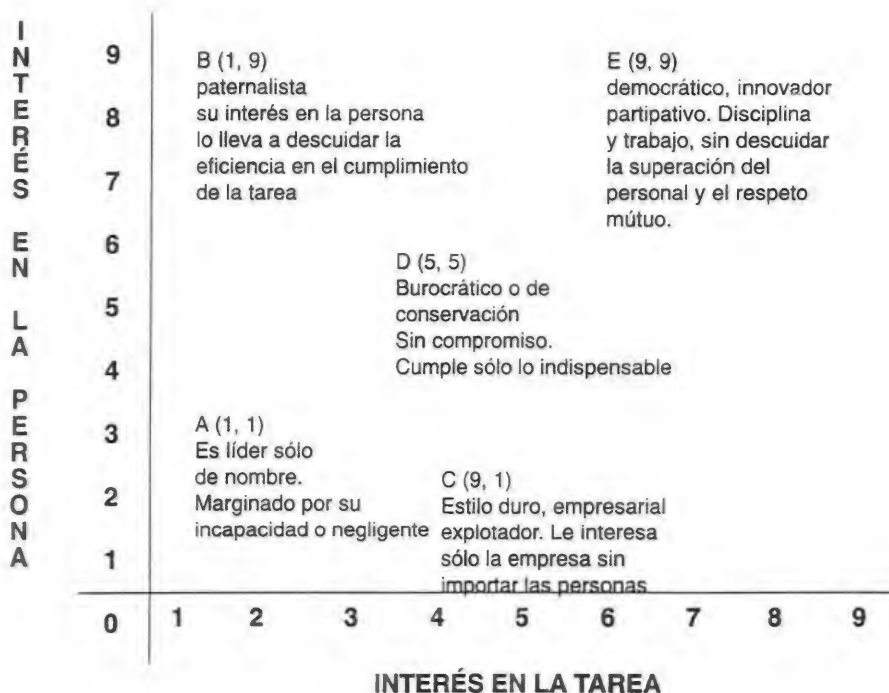 INTERÉS EN LA PERSONA
9
8
7
6
5
4
3
2
1
0
B (1, 9)
paternalista
su interés en la persona
lo lleva a descuidar la
eficiencia en el cumplimiento
de la tarea
E (9, 9)
democrático, innovador
partipativo. Disciplina
y trabajo, sin descuidar
la superación del
personal y el respeto
mútuo.
D (5, 5)
Burocrático o de
conservación
Sin compromiso.
Cumple sólo lo indispensable
A (1, 1)
Es líder sólo
de nombre.
Marginado por su
incapacidad o negligente
C (9, 1)
Estilo duro, empresarial
explotador. Le interesa
sólo la empresa sin
importar las personas
1 2 3 4 5 6 7 8 9
INTERÉS EN LA TAREA